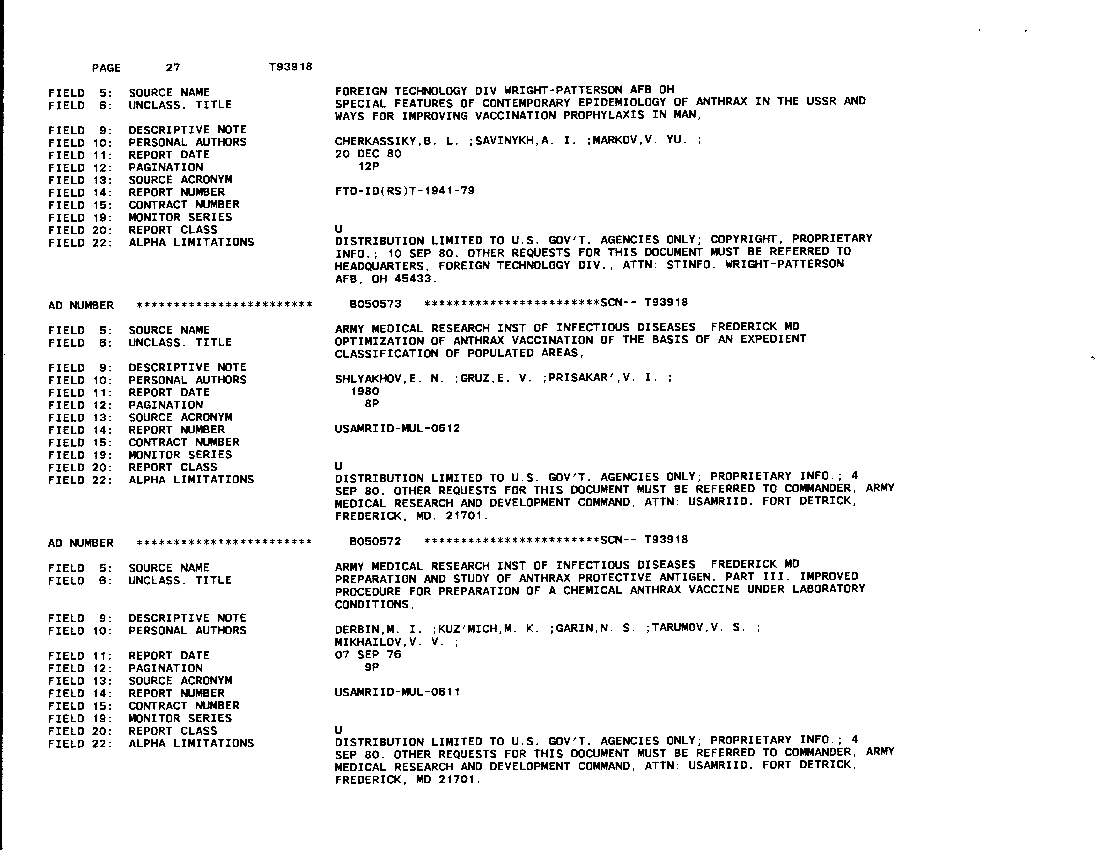 PAGE 27 T93918
FIELD 5: SOURCE NAME FOREIGN TECHNOLOGY DIV WRIGHT-PATTERSON AFB OH
FIELD 6: UNCLASS. TITLE SPECIAL FEATURES OF CONTEMPORARY EPIDEMIOLOGY OF ANTHRAX IN THE USSR AND
WAYS FOR IMPROVING VACCINATION PROPHYLAXIS IN MAN,
FIELD 9: DESCRIPTIVE NOTE
FIELD 10: PERSONAL AUTHORS CHERKASSIKY,B. L. ;SAVINYKH,A. I. ;MARKOV,V. YU. ;
FIELD 11: REPORT DATE 20 DEC 80
FIELD 12: PAGINATION 12P
FIELD 13: SOURCE ACRONYM
FIELD 14: REPORT NUMBER FTD-ID(RS)T-1941-79
FIELD 15: CONTRACT NUMBER
FIELD 19: MONITOR SERIES
FIELD 20: REPORT CLASS U
FIELD 22: ALPHA LIMITATIONS DISTRIBUTION LIMITED TO U.S. GOV'T. AGENCIES ONLY; COPYRIGHT, PROPRIETARY
INFO.; 10 SEP 80. OTHER REQUESTS FOR THIS DOCUMENT MUST BE REFERRED TO
HEADQUARTERS, FOREIGN TECHNOLOGY DIV., ATTN: STINFO. WRIGHT-PATTERSON
AFB, OH 45433.
AD NUMBER ************************ B050573 ************************SCN-- T93918
FIELD 5: SOURCE NAME ARMY MEDICAL RESEARCH INST OF INFECTIOUS DISEASES FREDERICK MD
FIELD 6: UNCLASS. TITLE OPTIMIZATION OF ANTHRAX VACCINATION OF THE BASIS OF AN EXPEDIENT
CLASSIFICATION OF POPULATED AREAS,
FIELD 9: DESCRIPTIVE NOTE
FIELD 10: PERSONAL AUTHORS SHLYAKHOV,E. N. ;GRUZ,E. V. ;PRISAKAR',V. I. ;
FIELD 11: REPORT DATE 1980
FIELD 12: PAGINATION 8P
FIELD 13: SOURCE ACRONYM
FIELD 14: REPORT NUMBER USAMRIID-MUL-0612
FIELD 15: CONTRACT NUMBER
FIELD 19: MONITOR SERIES
FIELD 20: REPORT CLASS U
FIELD 22: ALPHA LIMITATIONS DISTRIBUTION LIMITED TO U.S. GOV'T. AGENCIES ONLY; PROPRIETARY INFO.; 4
SEP 80. OTHER REQUESTS FOR THIS DOCUMENT MUST BE REFERRED TO COMMANDER, ARMY
MEDICAL RESEARCH AND DEVELOPMENT COMMAND, ATTN: USAMRIID. FORT DETRICK,
FREDERICK, MD. 21701.
AD NUMBER ************************ B050572 ************************SCN-- T93918
FIELD 5: SOURCE NAME ARMY MEDICAL RESEARCH INST OF INFECTIOUS DISEASES FREDERICK MD
FIELD 6: UNCLASS. TITLE PREPARATION AND STUDY OF ANTHRAX PROTECTIVE ANTIGEN. PART III. IMPROVED
PROCEDURE FOR PREPARATION OF A CHEMICAL ANTHRAX VACCINE UNDER LABORATORY
CONDITIONS,
FIELD 9: DESCRIPTIVE NOTE
FIELD 10: PERSONAL AUTHORS DERBIN,M. I. ;KUZ'MICH,M. K. ;GARIN,N. S. ;TARUMOV,V. S. ;
MIKHAILOV,V. V. ;
FIELD 11: REPORT DATE 07 SEP 76
FIELD 12: PAGINATION 9P
FIELD 13: SOURCE ACRONYM
FIELD 14: REPORT NUMBER USAMRIID-MUL-0611
FIELD 15: CONTRACT NUMBER
FIELD 19: MONITOR SERIES
FIELD 20: REPORT CLASS U
FIELD 22: ALPHA LIMITATIONS DISTRIBUTION LIMITED TO U.S. GOV'T. AGENCIES ONLY; PROPRIETARY INFO.; 4
SEP 80. OTHER REQUESTS FOR THIS DOCUMENT MUST BE REFERRED TO COMMANDER, ARMY
MEDICAL RESEARCH AND DEVELOPMENT COMMAND, ATTN: USAMRIID. FORT DETRICK,
FREDERICK, MD 21701.